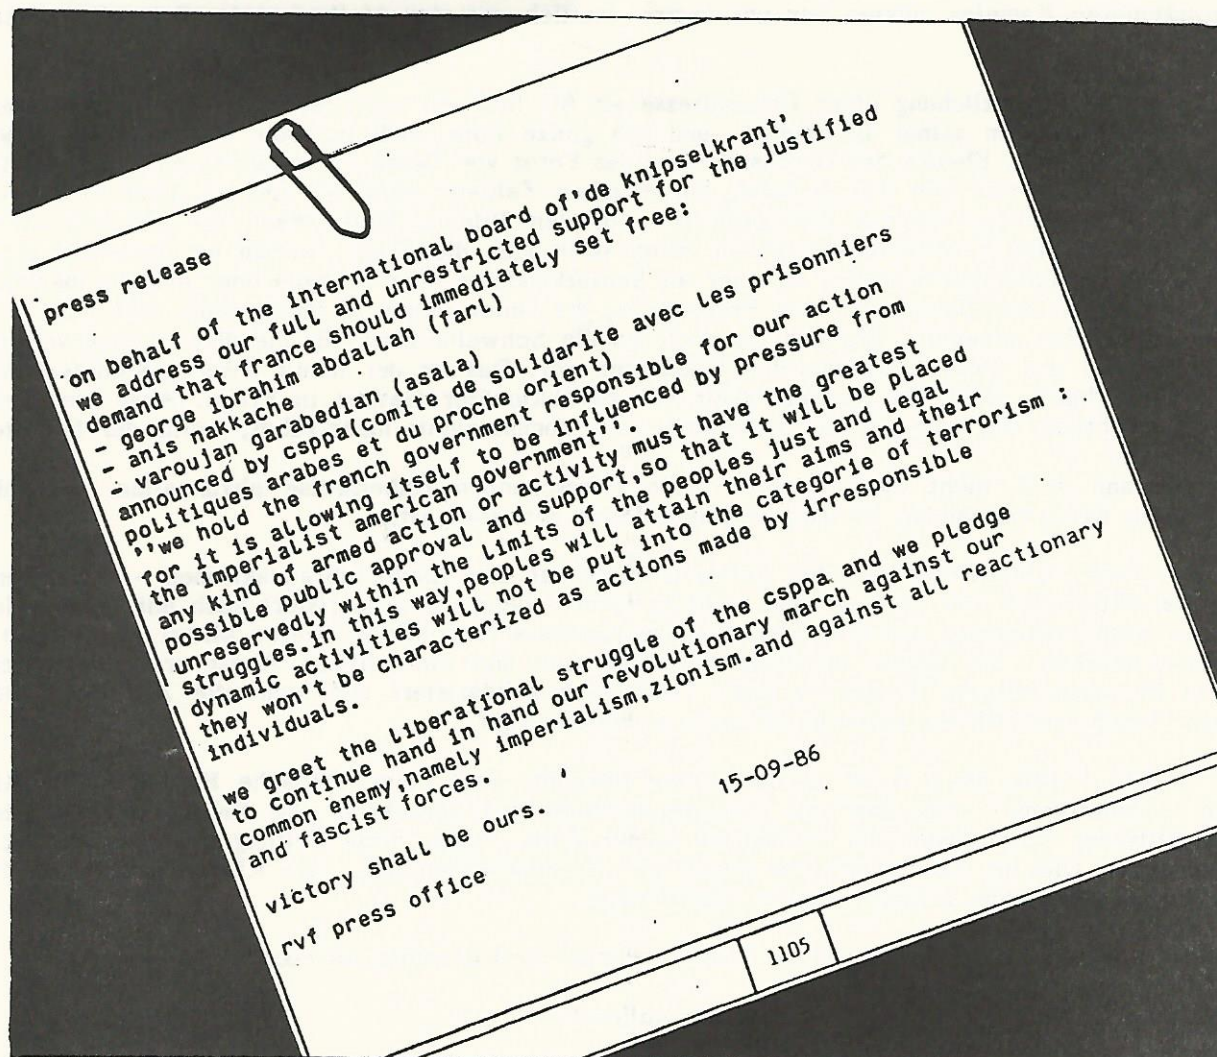 press release
on behalf of the international board of'de knipselkrant'
we address our full and unrestricted support for the justified
demand that france should immediately set free:
- george ibrahim abdallah (farl)
- anis nakkache
- varoujan garabedian (asala)
announced by csppa(comite de solidarite avec les prisonniers
politiques arabes et du proche orient)
''we hold the french government responsible for our action
for it is allowing itself to be influenced by pressure from
the imperialist american government''.
any kind of armed action or activity must have the greatest
possible public approval and support,so that it will be placed
unreservedly within the limits of the peoples just and legal
struggles.in this way,peoples will attain their aims and their
dynamic activities will not be put into the categorie of terrorism :
they won't be characterized as actions made by irresponsible
individuals.
we greet the liberational struggle of the csppa and we pledge
to continue hand in hand our revolutionary march against our
common enemy,namely imperialism,zionism.and against all reactionary
and fascist forces.
victory shall be ours.
15-09-86
rvf press office
1105